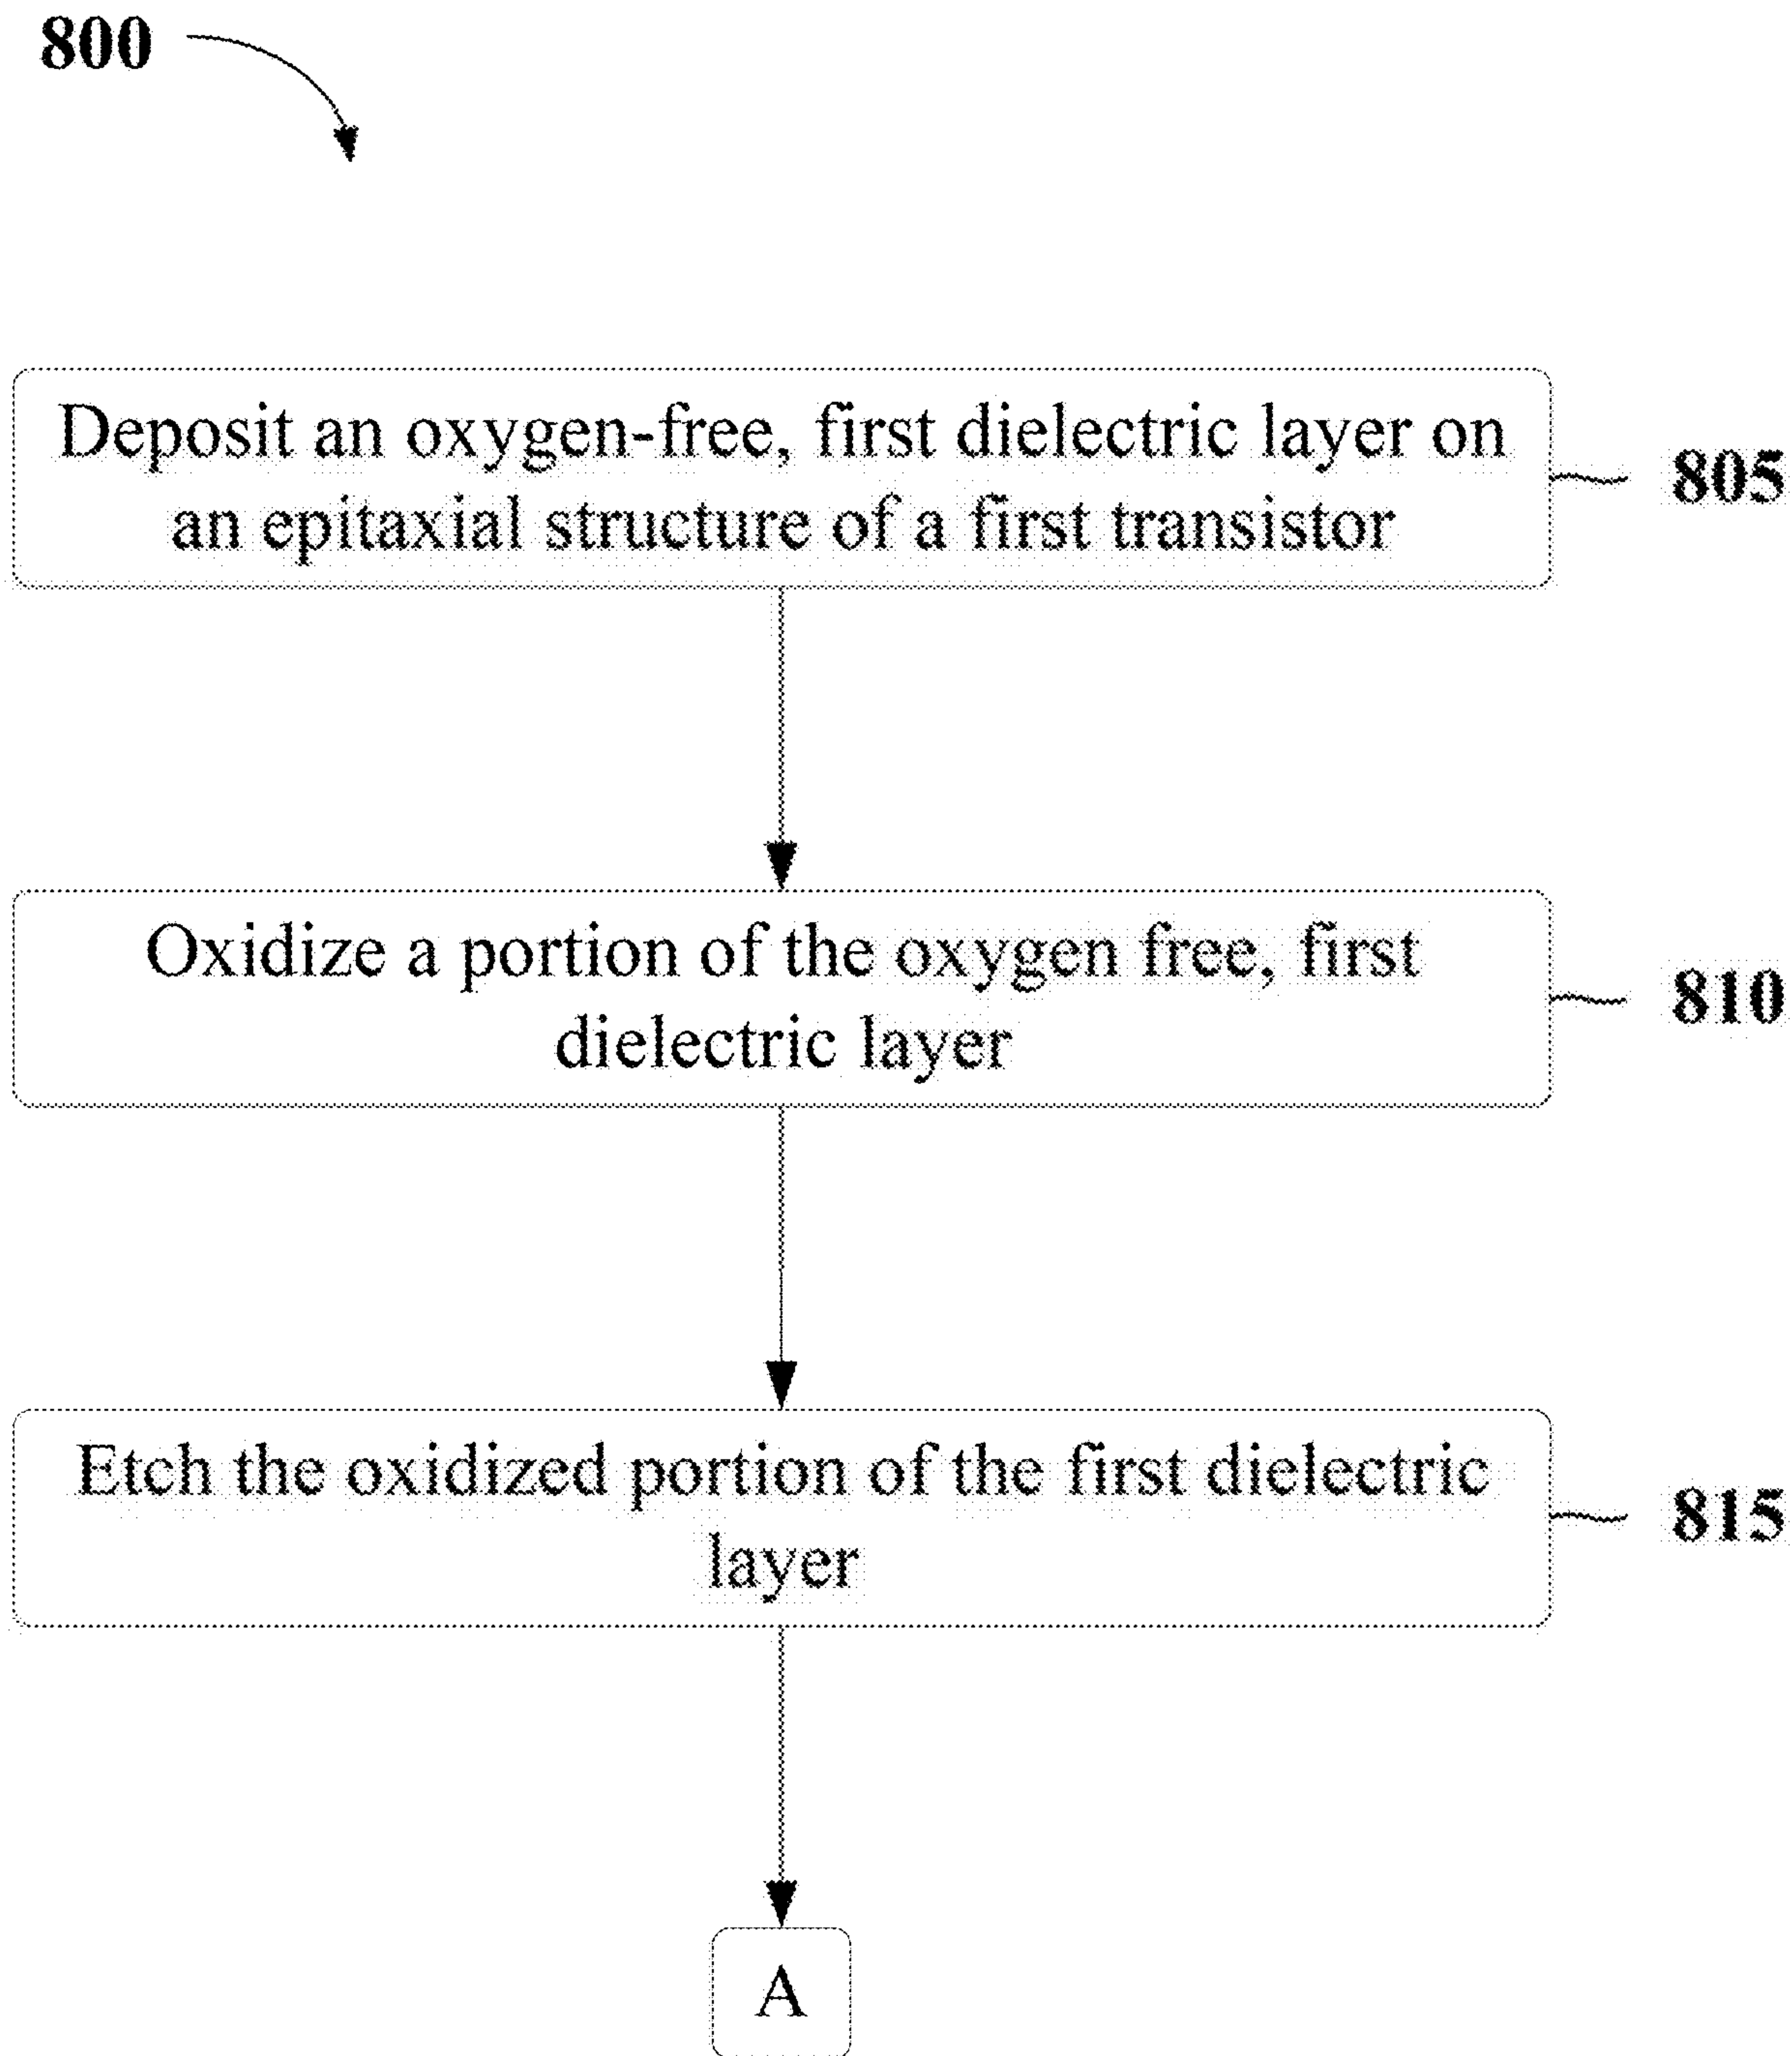 800
Deposit an oxygen-free, first dielectric layer on
an epitaxial structure of a first transistor
805
Oxidize a portion of the oxygen free, first
dielectric layer
810
Etch the oxidized portion of the first dielectric
layer
815
A